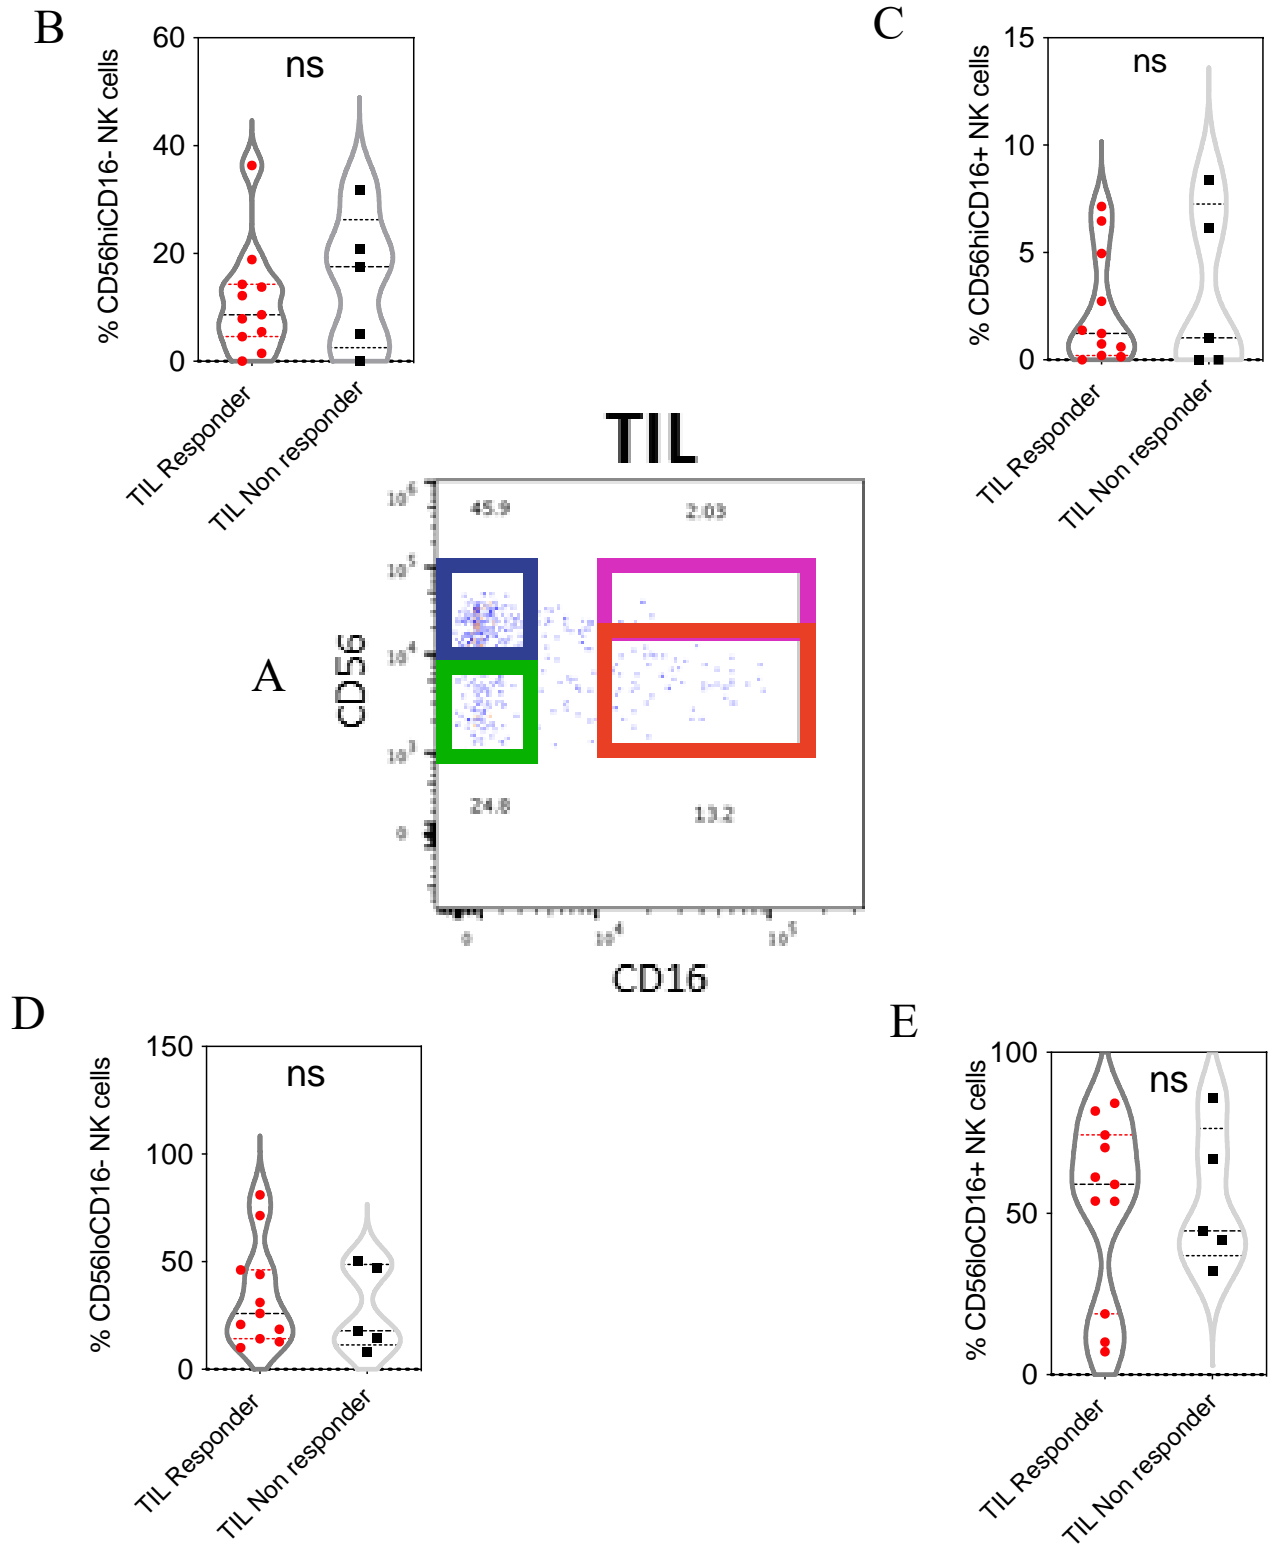 B
% CD56hiCD16- NK cells
60
40
20
0
ns
TIL Responder
TIL Non responder
C
% CD56hiCD16+ NK cells
15
10
5
0
ns
TIL Responder
TIL Non responder
A
TIL
CD56
10^6
10^5
10^4
10^3
0
45.9
2.03
24.8
13.2
0
10^4
10^5
CD16
D
% CD56loCD16- NK cells
150
100
50
0
ns
TIL Responder
TIL Non responder
E
% CD56loCD16+ NK cells
100
50
0
ns
TIL Responder
TIL Non responder